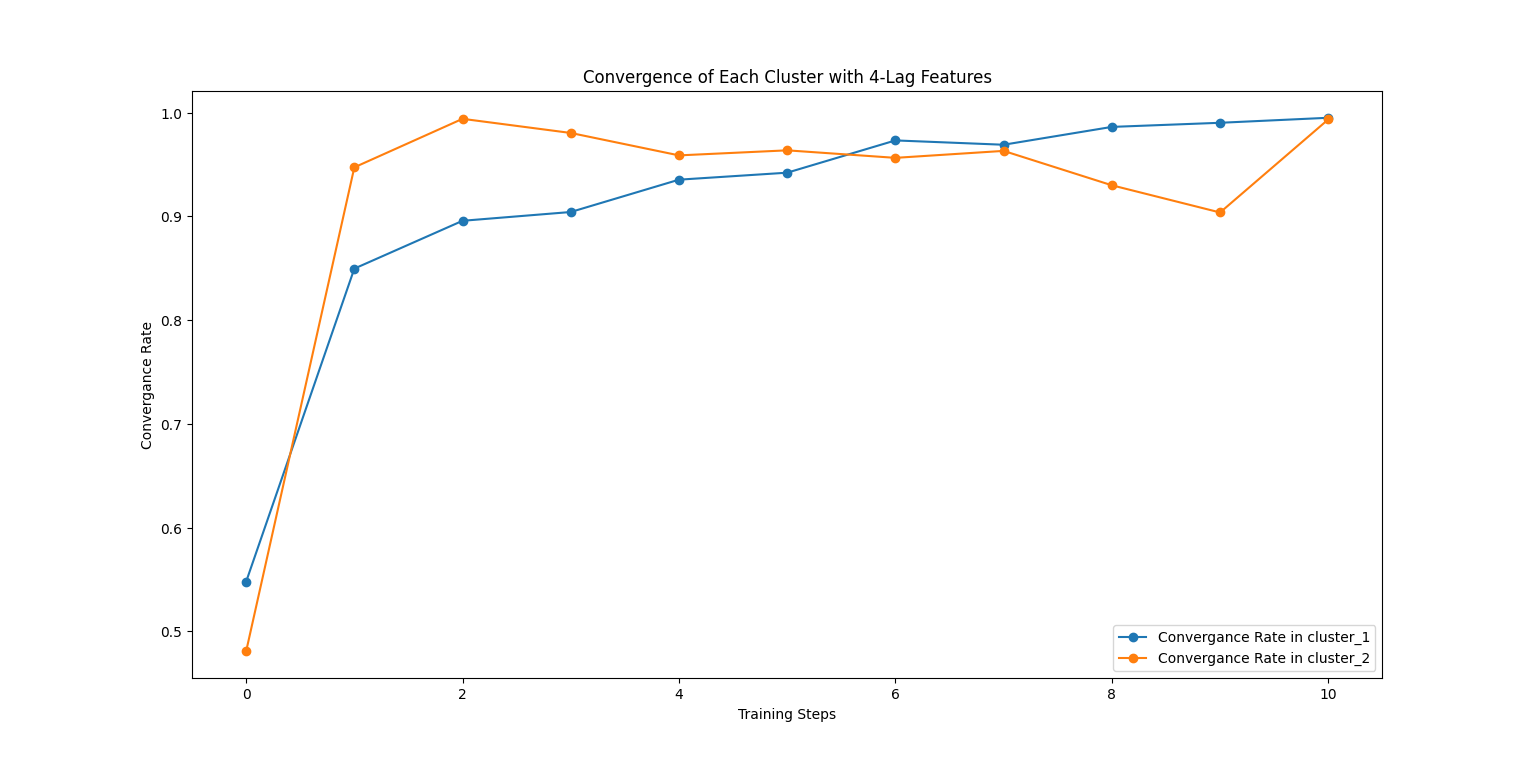 Convergence of Each Cluster with 4-Lag Features
1.0
0.9
0.8
0.7
0.6
0.5
Convergance Rate
0 2 4 6 8 10
Training Steps
Convergance Rate in cluster_1
Convergance Rate in cluster_2